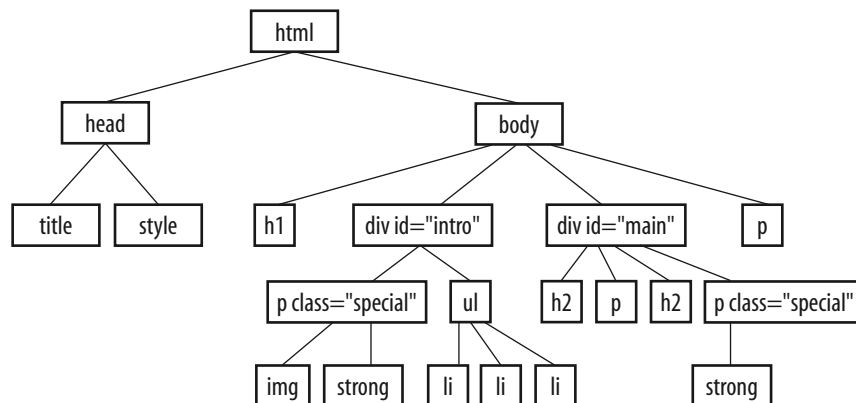 html
head
body
title
style
h1
div id="intro"
div id="main"
p
p class="special"
ul
h2
p
h2
p class="special"
img
strong
li
li
li
strong